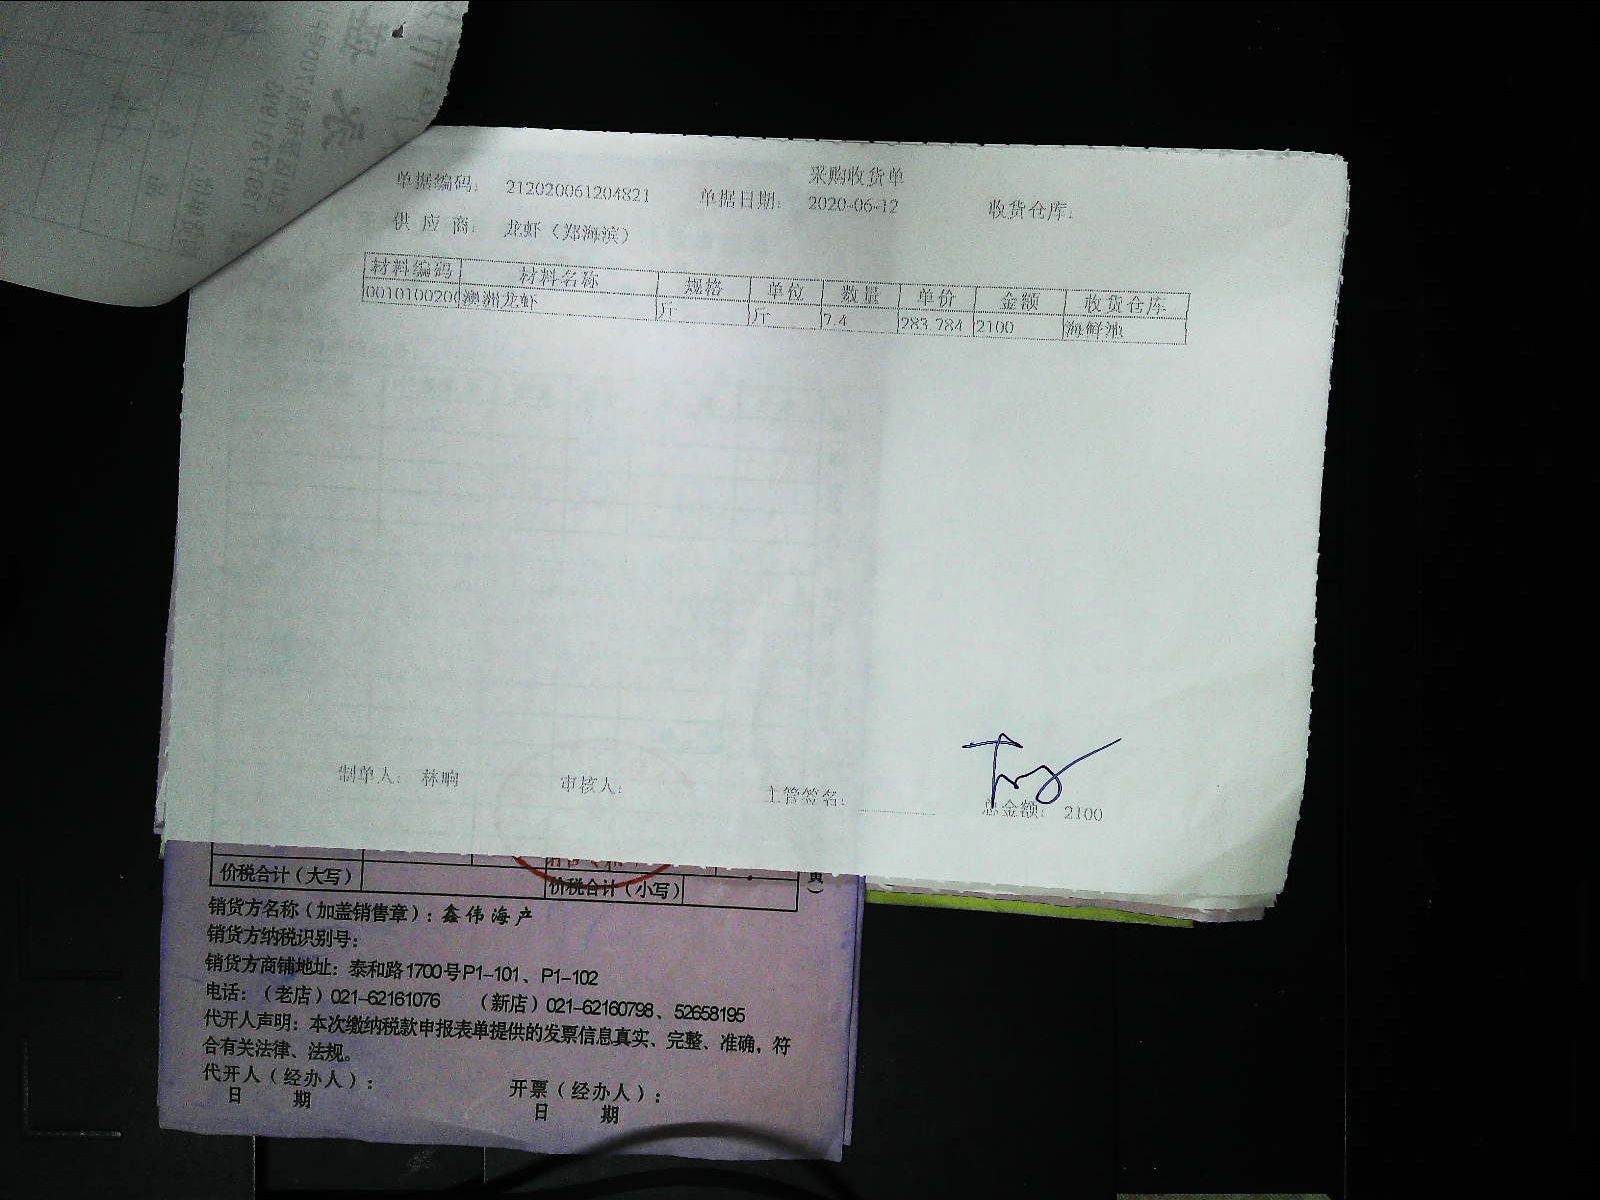 采购收货单
单据编码： 212020061204821 单据日期： 2020-06-12 收货仓库：
供 应 商： 龙虾（郑海滨）
材料编码 材料名称 规格 单位 数量 单价 金额 收货仓库
0010100200 澳洲龙虾 斤 斤 7.4 283.784 2100 海鲜池
制单人： 林晌 审核人： 主管签名： 总金额： 2100
价税合计（大写） 价税合计（小写）
销货方名称（加盖销售章）：鑫伟海产
销货方纳税识别号：
销货方商铺地址：泰和路1700号P1-101、P1-102
电话：（老店）021-62161076 （新店）021-62160798、52658195
代开人声明：本次缴纳税款申报表单提供的发票信息真实、完整、准确，符
合有关法律、法规。
代开人（经办人）： 开票（经办人）：
日 期 日 期